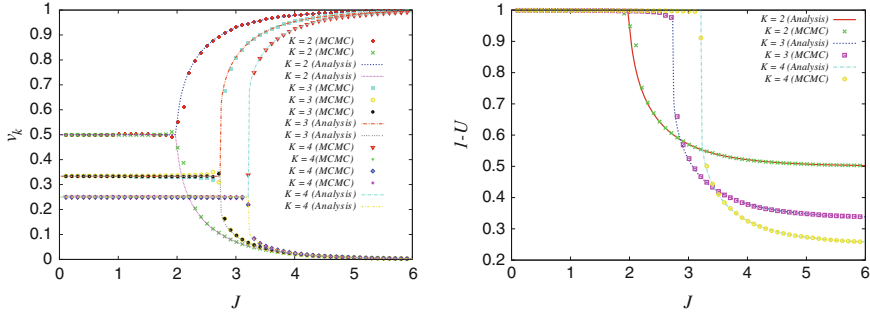 1
0.9
0.8
0.7
0.6
0.5
0.4
0.3
0.2
0.1
0
v_k
0 1 2 3 4 5 6
J
K = 2 (MCMC)
K = 2 (MCMC)
K = 2 (Analysis)
K = 2 (Analysis)
K = 3 (MCMC)
K = 3 (MCMC)
K = 3 (MCMC)
K = 3 (Analysis)
K = 3 (Analysis)
K = 4 (MCMC)
K = 4(MCMC)
K = 4 (MCMC)
K = 4 (MCMC)
K = 4 (Analysis)
K = 4 (Analysis)
1
0.9
0.8
0.7
0.6
0.5
0.4
0.3
0.2
1-U
0 1 2 3 4 5 6
J
K = 2 (Analysis)
K = 2 (MCMC)
K = 3 (Analysis)
K = 3 (MCMC)
K = 4 (Analysis)
K = 4 (MCMC)